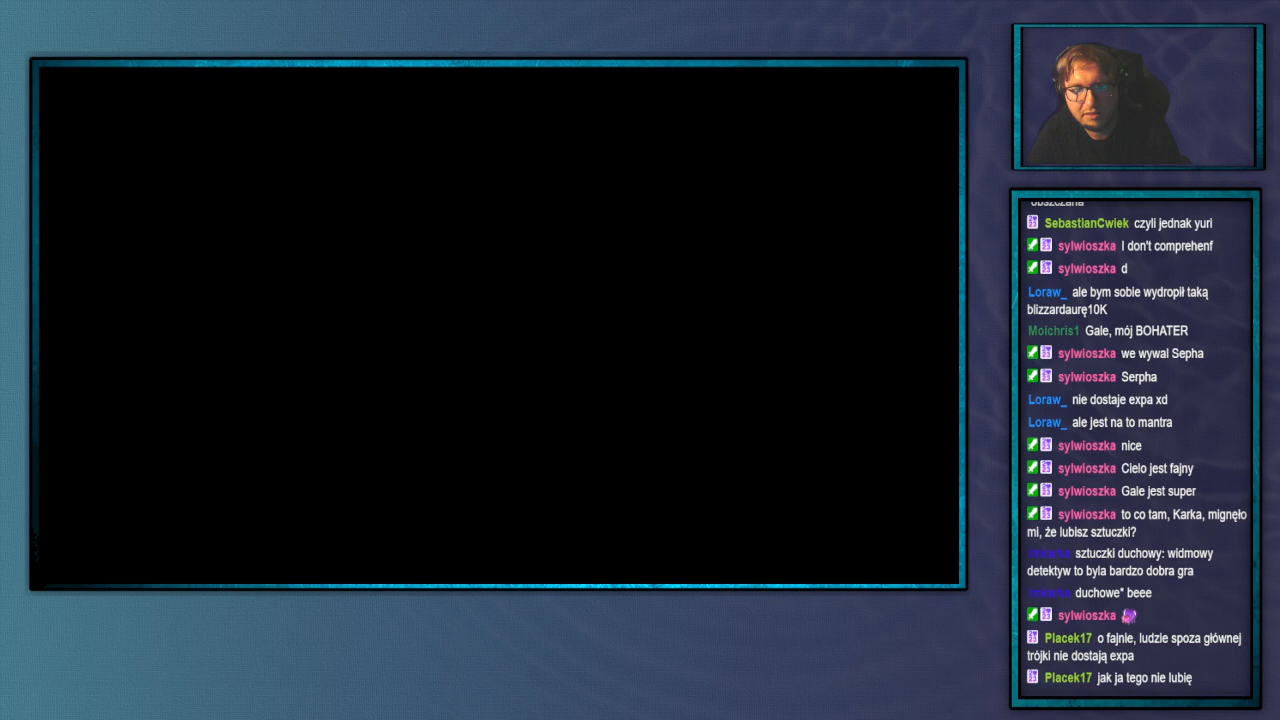 SebastianCwiek czyli jednak yuri
sylwioszka I don't comprehenf
sylwioszka d
Loraw_ ale bym sobie wydropił taką
blizzardaurę10K
Moichris1 Gale, mój BOHATER
sylwioszka we wywal Sepha
sylwioszka Serpha
Loraw_ nie dostaje expa xd
Loraw_ ale jest na to mantra
sylwioszka nice
sylwioszka Cielo jest fajny
sylwioszka Gale jest super
sylwioszka to co tam, Karka, mignęło
mi, że lubisz sztuczki?
sztuczki duchowy: widmowy
detektyw to byla bardzo dobra gra
duchowe* beee
sylwioszka
Placek17 o fajnie, ludzie spoza głównej
trójki nie dostają expa
Placek17 jak ja tego nie lubię